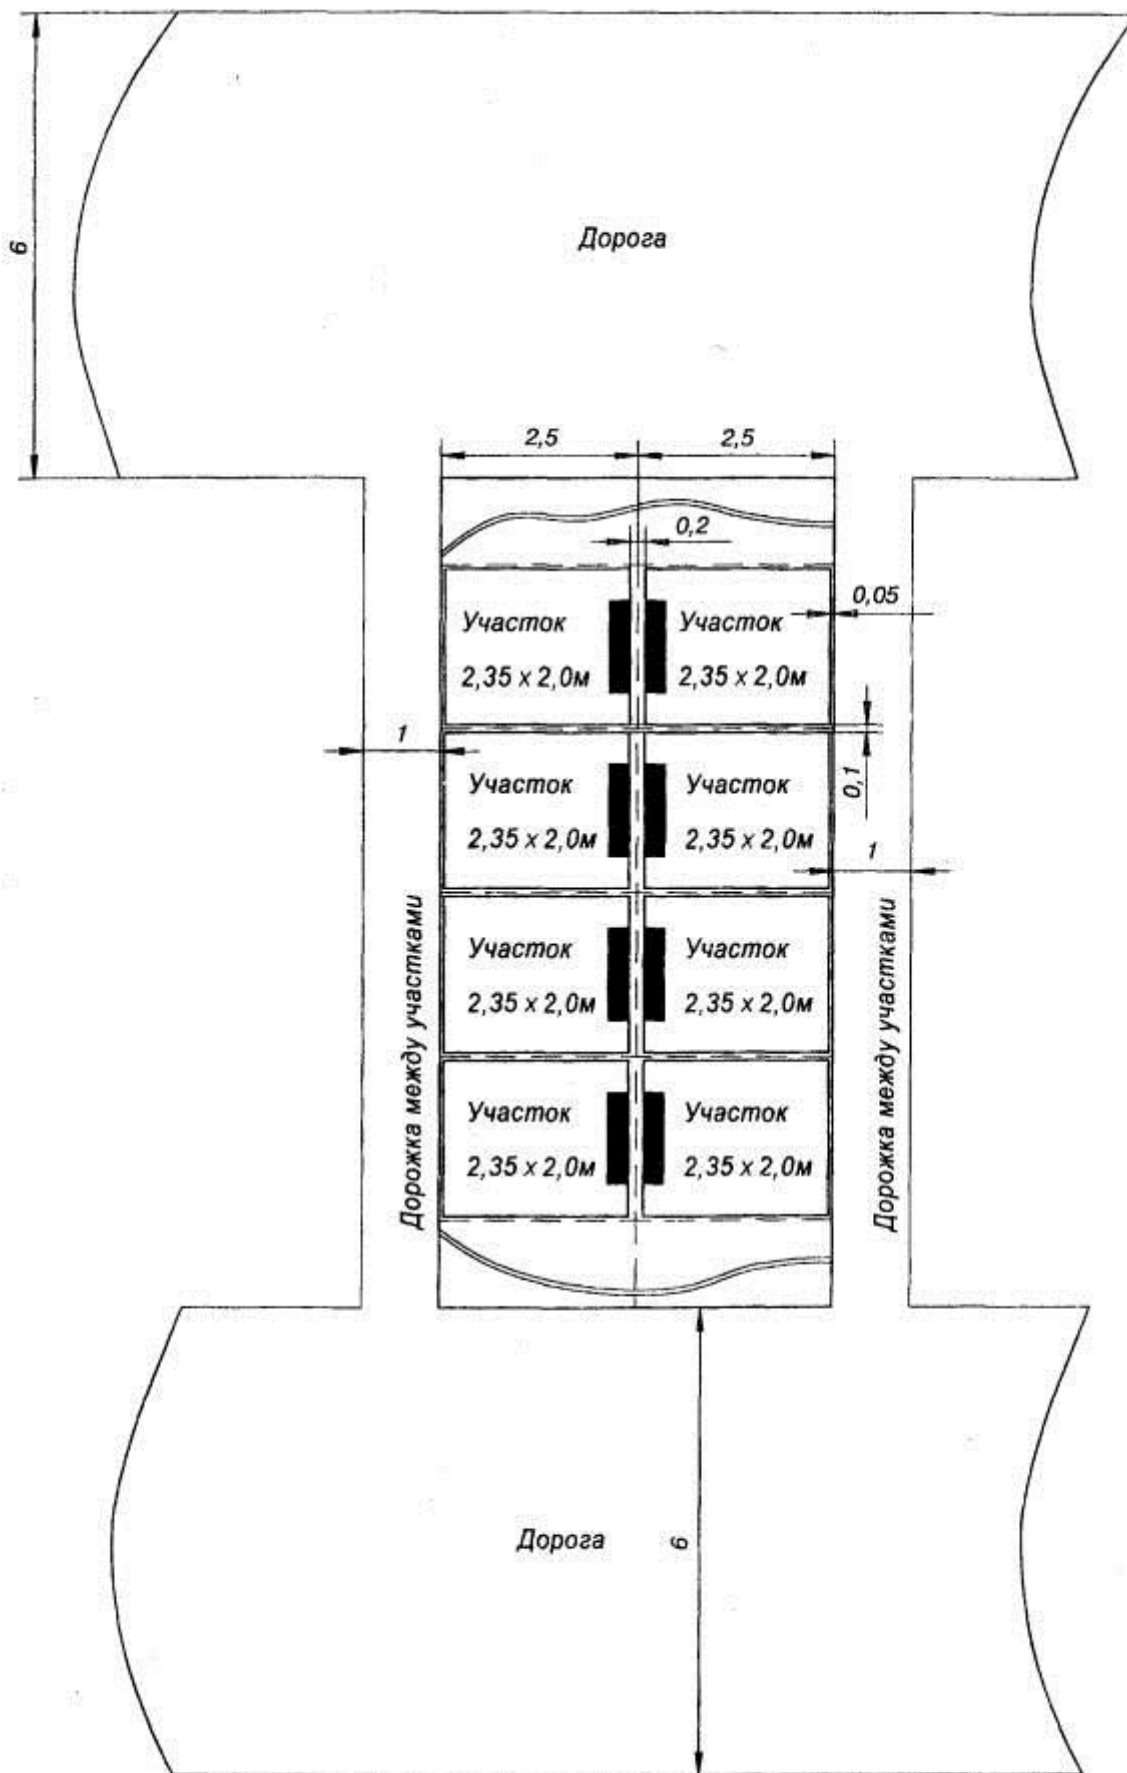 6
Дорога
2,5
2,5
0,2
0,05
Участок
2,35 х 2,0м
Участок
2,35 х 2,0м
1
0,1
Участок
2,35 х 2,0м
Участок
2,35 х 2,0м
1
Участок
2,35 х 2,0м
Участок
2,35 х 2,0м
Дорожка между участками
Дорожка между участками
Участок
2,35 х 2,0м
Участок
2,35 х 2,0м
Дорога
6